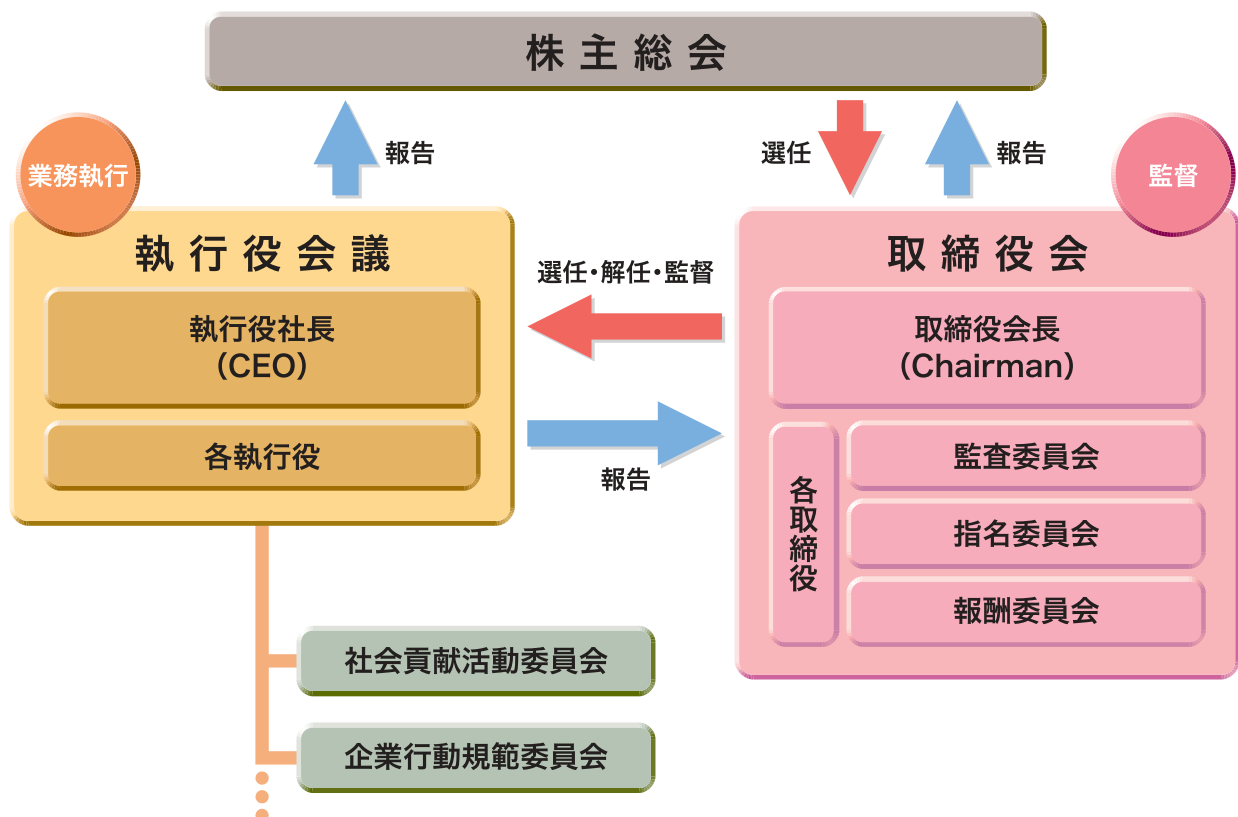 株主総会
報告
選任
報告
業務執行
監督
執行役会議
執行役社長
（CEO）
各執行役
選任・解任・監督
報告
取締役会
取締役会長
（Chairman）
各取締役
監査委員会
指名委員会
報酬委員会
社会貢献活動委員会
企業行動規範委員会